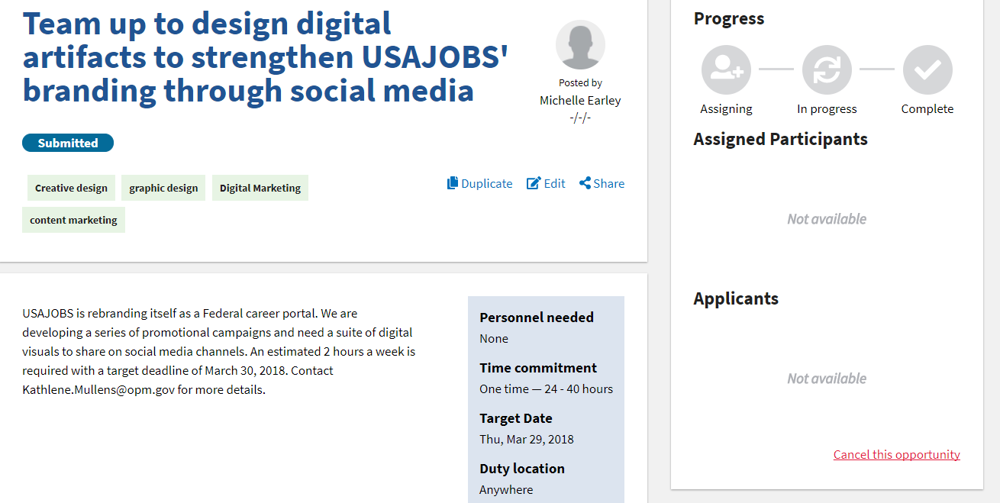 Team up to design digital
artifacts to strengthen USAJOBS'
branding through social media
Posted by
Michelle Earley
-/-/-
Submitted
Creative design
graphic design
Digital Marketing
content marketing
Duplicate
Edit
Share
USAJOBS is rebranding itself as a Federal career portal. We are
developing a series of promotional campaigns and need a suite of digital
visuals to share on social media channels. An estimated 2 hours a week is
required with a target deadline of March 30, 2018. Contact
Kathlene.Mullens@opm.gov for more details.
Personnel needed
None
Time commitment
One time — 24 - 40 hours
Target Date
Thu, Mar 29, 2018
Duty location
Anywhere
Progress
Assigning
In progress
Complete
Assigned Participants
Not available
Applicants
Not available
Cancel this opportunity